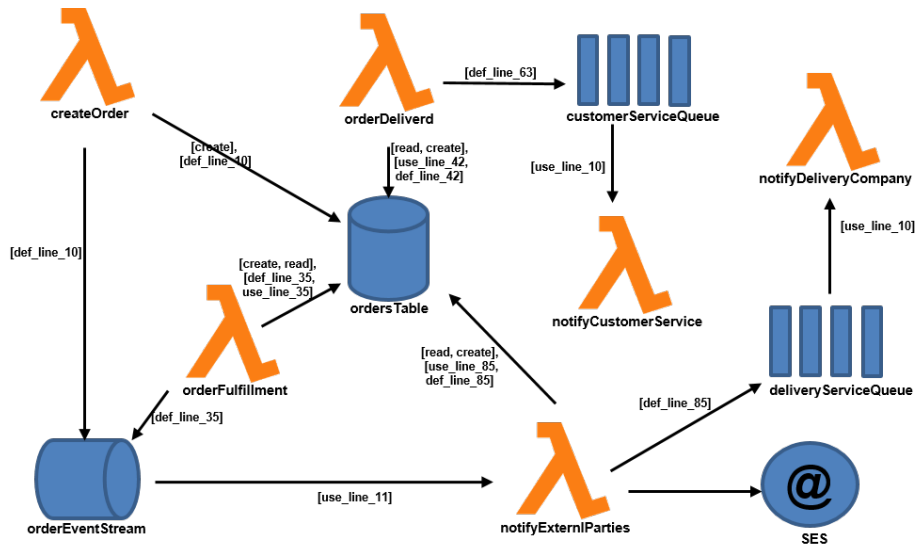 createOrder
orderDeliverd
[def_line_63]
customerServiceQueue
[create],
[def_line_10]
[read, create],
[use_line_42,
def_line_42]
[use_line_10]
notifyDeliveryCompany
[def_line_10]
[use_line_10]
[create, read],
[def_line_35,
use_line_35]
ordersTable
notifyCustomerService
orderFulfillment
[read, create],
[use_line_85,
def_line_85]
deliveryServiceQueue
[def_line_35]
[def_line_85]
@
orderEventStream
[use_line_11]
notifyExternlParties
SES